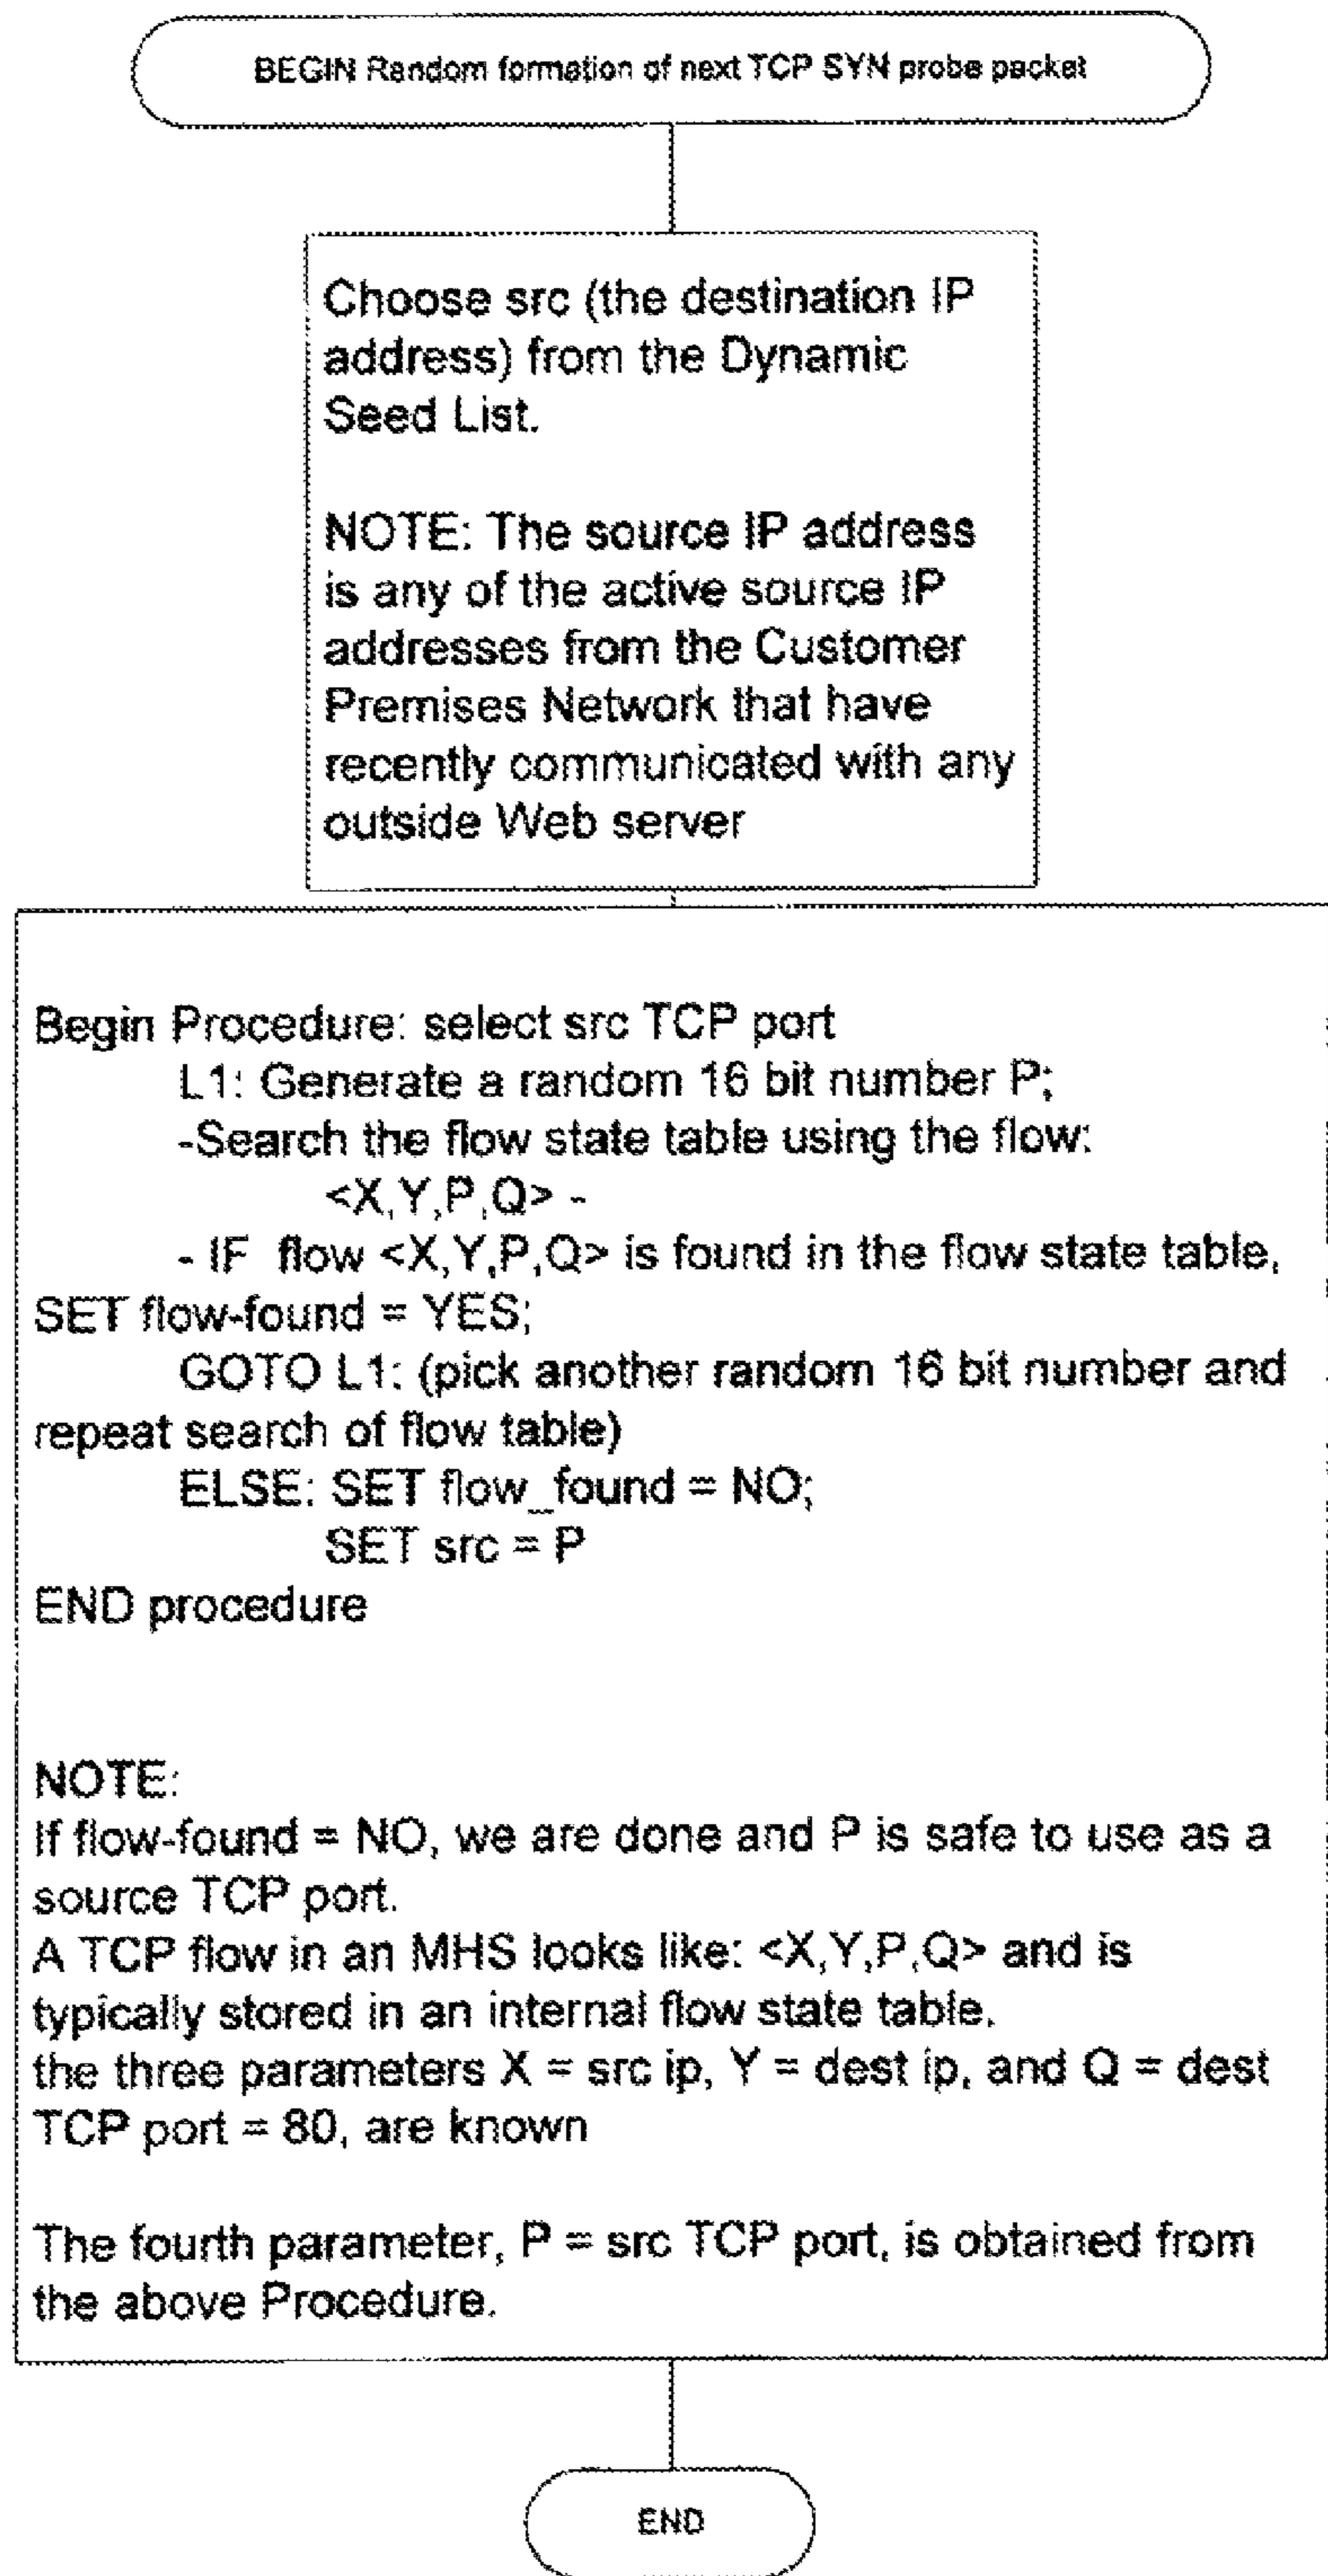 BEGIN Random formation of next TCP SYN probe packet
Choose src (the destination IP
address) from the Dynamic
Seed List.
NOTE: The source IP address
is any of the active source IP
addresses from the Customer
Premises Network that have
recently communicated with any
outside Web server
Begin Procedure: select src TCP port
L1: Generate a random 16 bit number P;
-Search the flow state table using the flow:
<X,Y,P,Q> -
- IF flow <X,Y,P,Q> is found in the flow state table,
SET flow-found = YES;
GOTO L1: (pick another random 16 bit number and
repeat search of flow table)
ELSE: SET flow_found = NO;
SET src = P
END procedure
NOTE:
If flow-found = NO, we are done and P is safe to use as a
source TCP port.
A TCP flow in an MHS looks like: <X,Y,P,Q> and is
typically stored in an internal flow state table.
the three parameters X = src ip, Y = dest ip, and Q = dest
TCP port = 80, are known
The fourth parameter, P = src TCP port, is obtained from
the above Procedure.
END